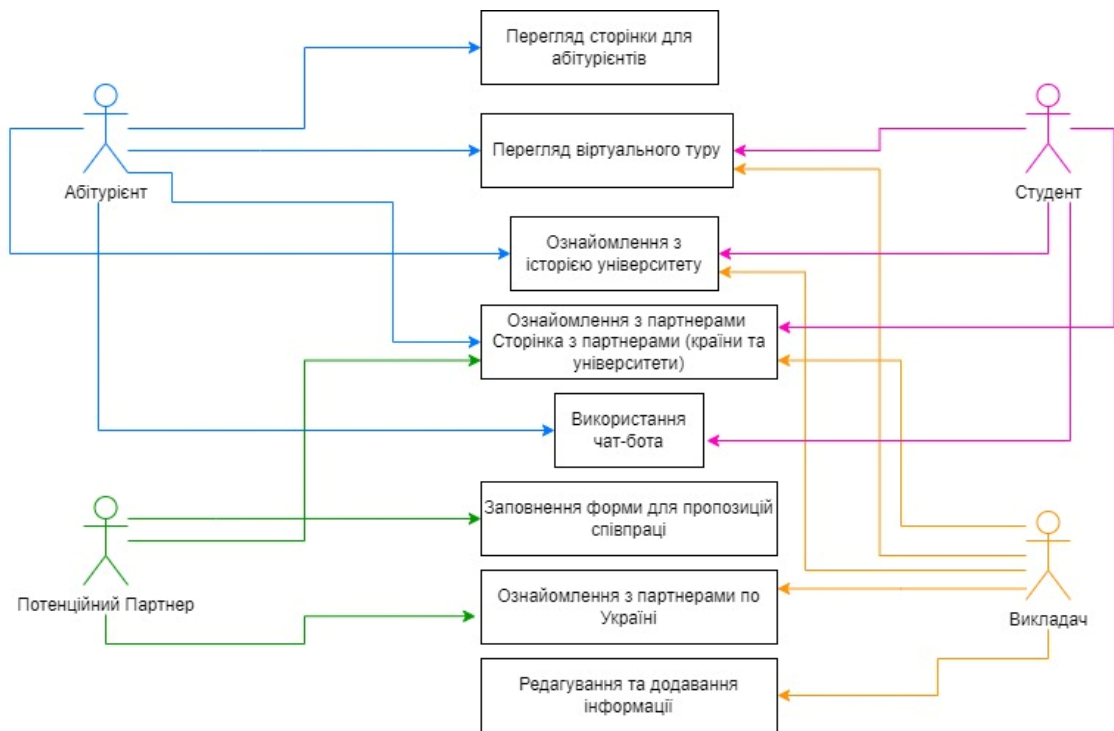 Перегляд сторінки для
абітурієнтів
Абітурієнт
Перегляд віртуального туру
Студент
Ознайомлення з
історією університету
Ознайомлення з партнерами
Сторінка з партнерами (країни та
університети)
Використання
чат-бота
Заповнення форми для пропозицій
співпраці
Потенційний Партнер
Ознайомлення з партнерами по
Україні
Викладач
Редагування та додавання
інформації